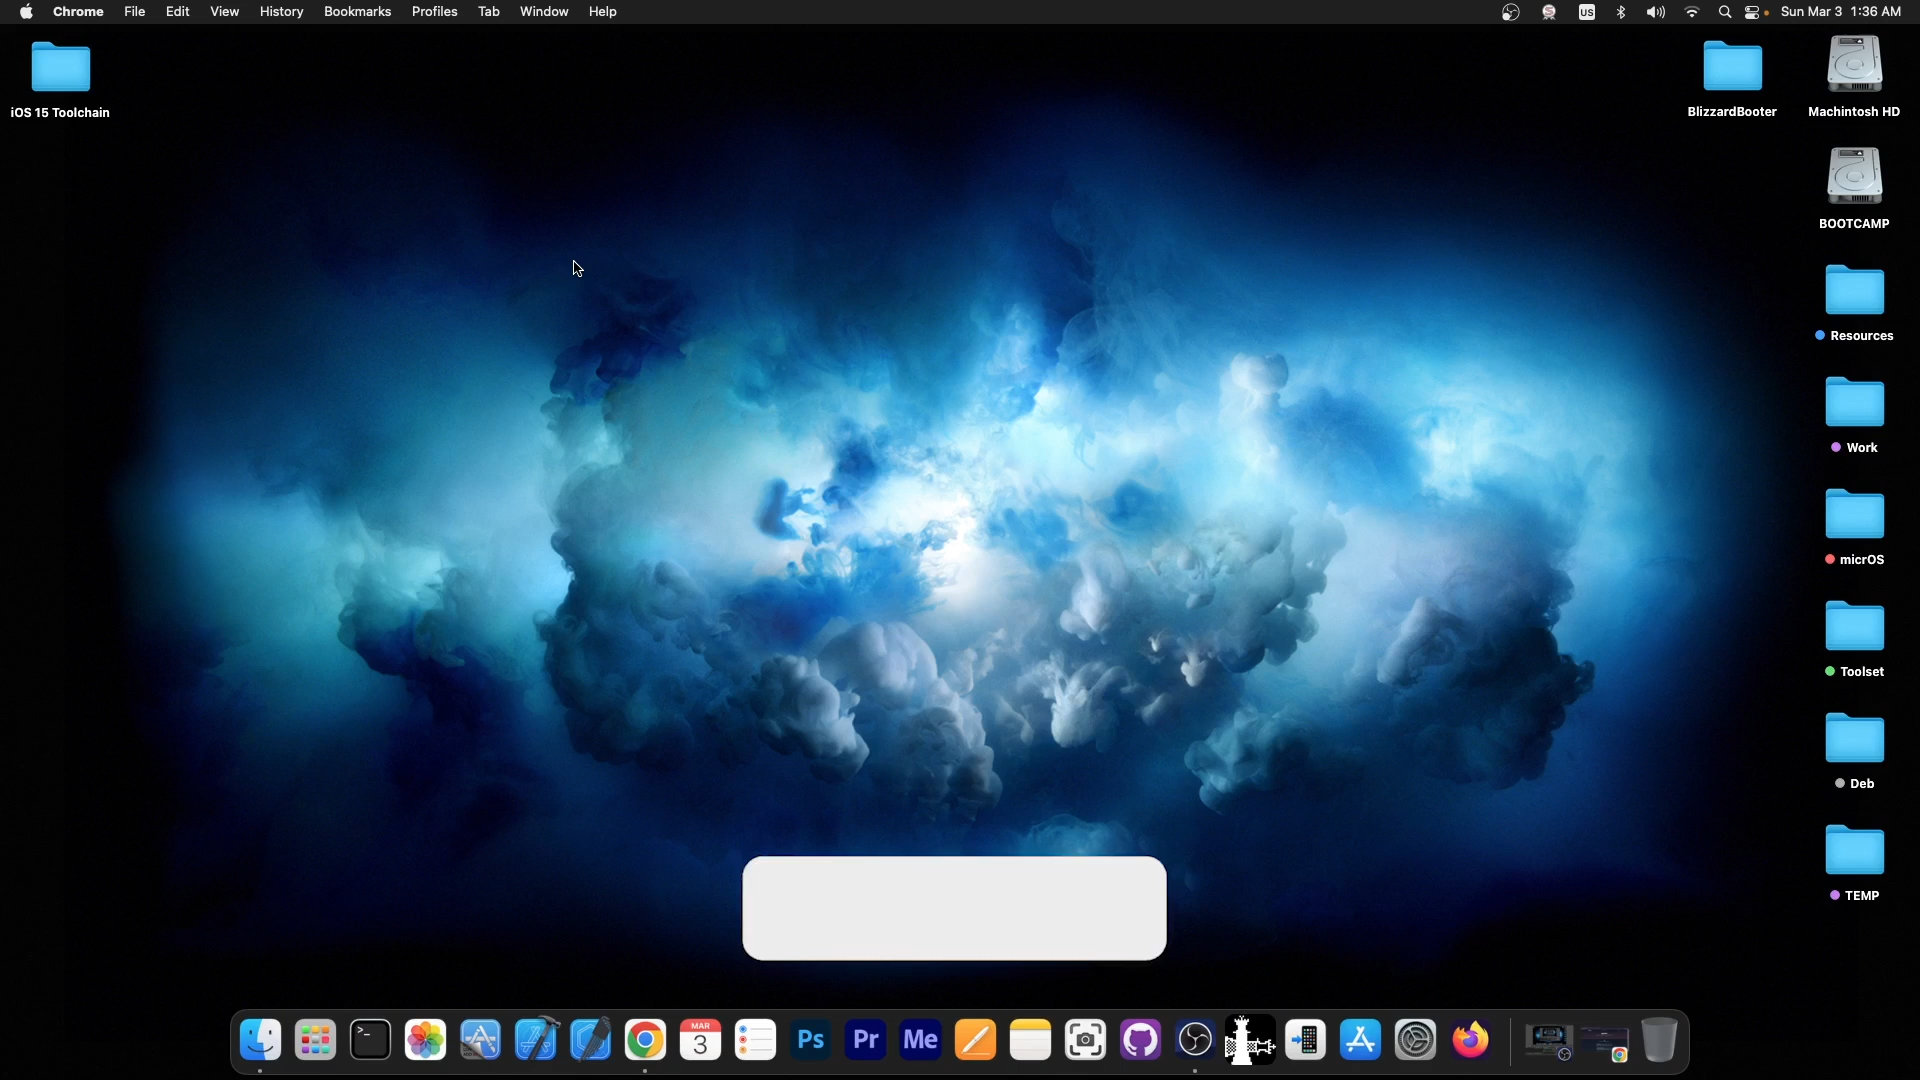 Chrome File Edit View History Bookmarks Profiles Tab Window Help US Sun Mar 3 1:36 AM
iOS 15 Toolchain
BlizzardBooter
Machintosh HD
BOOTCAMP
Resources
Work
micrOS
Toolset
Deb
TEMP
>_
MAR
3
Ps
Pr
Me